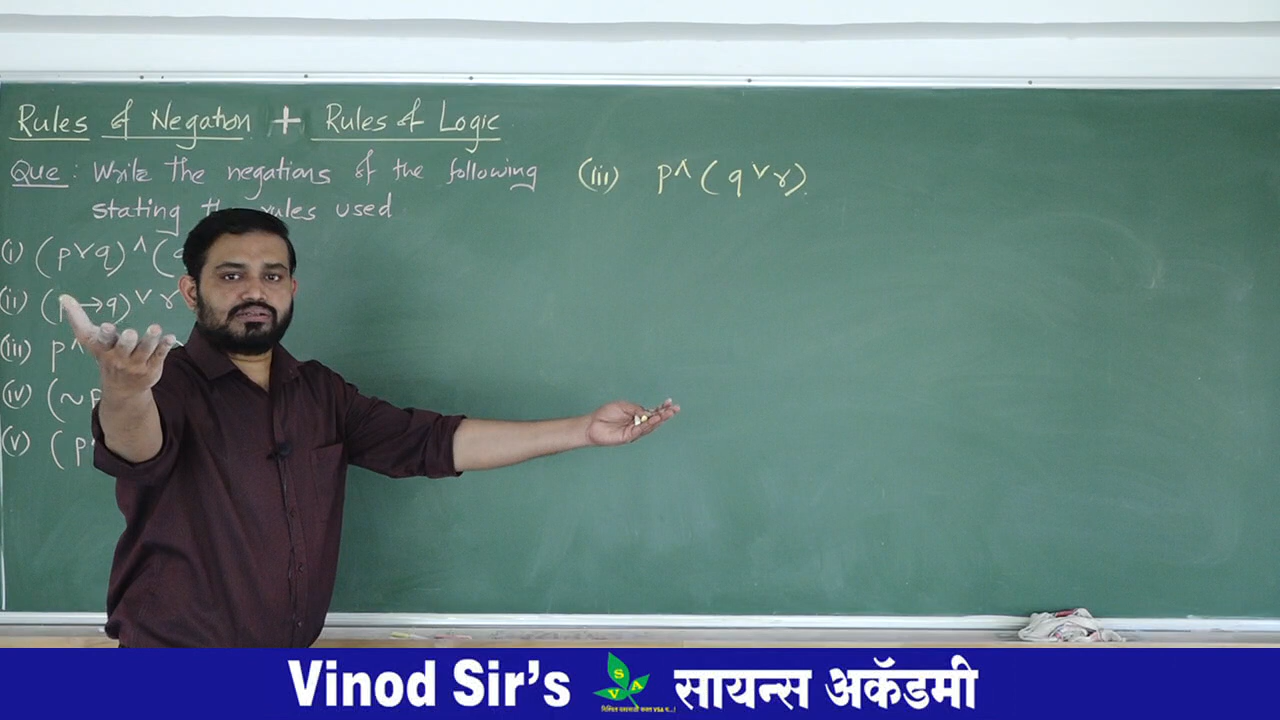 Rules of Negation + Rules of Logic
Que : Write the negations of the following
stating the rules used
(i) (p∨q)∧(
(ii) (p→q)∨r
(iii) p∧
(iv) (~p
(v) (p
(iii) p∧(q∨r).
Vinod Sir's SVA सायन्स अकॅडमी